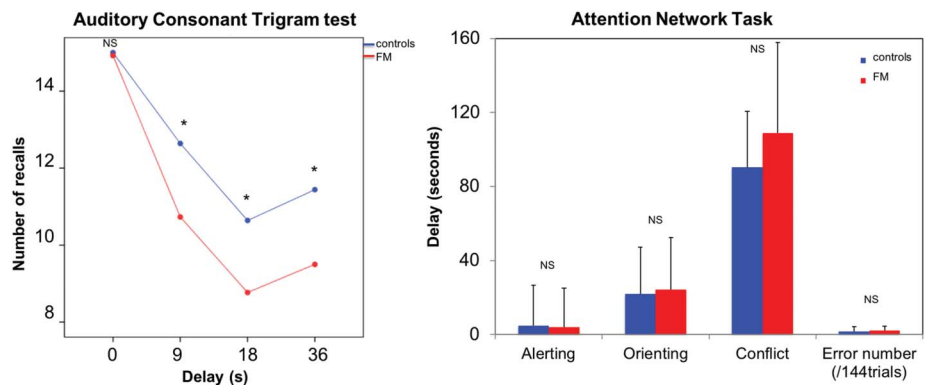 Auditory Consonant Trigram test
NS
controls
FM
14
12
10
8
*
*
*
Number of recalls
0 9 18 36
Delay (s)
Attention Network Task
160
120
80
40
0
Delay (seconds)
NS
NS
NS
NS
controls
FM
Alerting Orienting Conflict Error number
(/144trials)